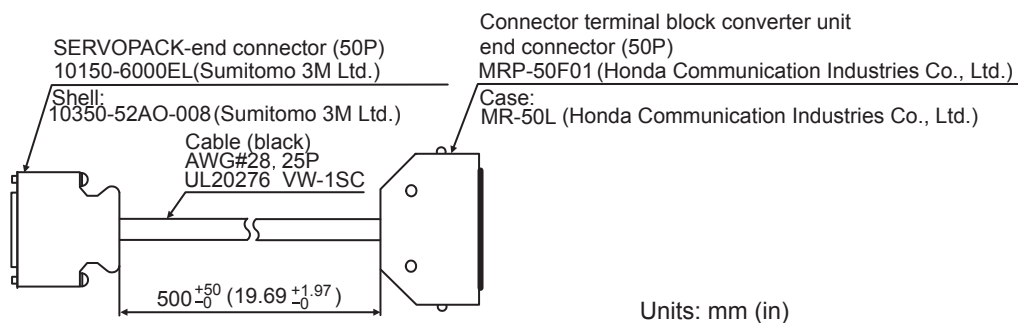 SERVOPACK-end connector (50P)
10150-6000EL(Sumitomo 3M Ltd.)
Shell:
10350-52AO-008(Sumitomo 3M Ltd.)
Cable (black)
AWG#28, 25P
UL20276 VW-1SC
Connector terminal block converter unit
end connector (50P)
MRP-50F01 (Honda Communication Industries Co., Ltd.)
Case:
MR-50L (Honda Communication Industries Co., Ltd.)
500 +50 -0 (19.69 +1.97 -0)
Units: mm (in)